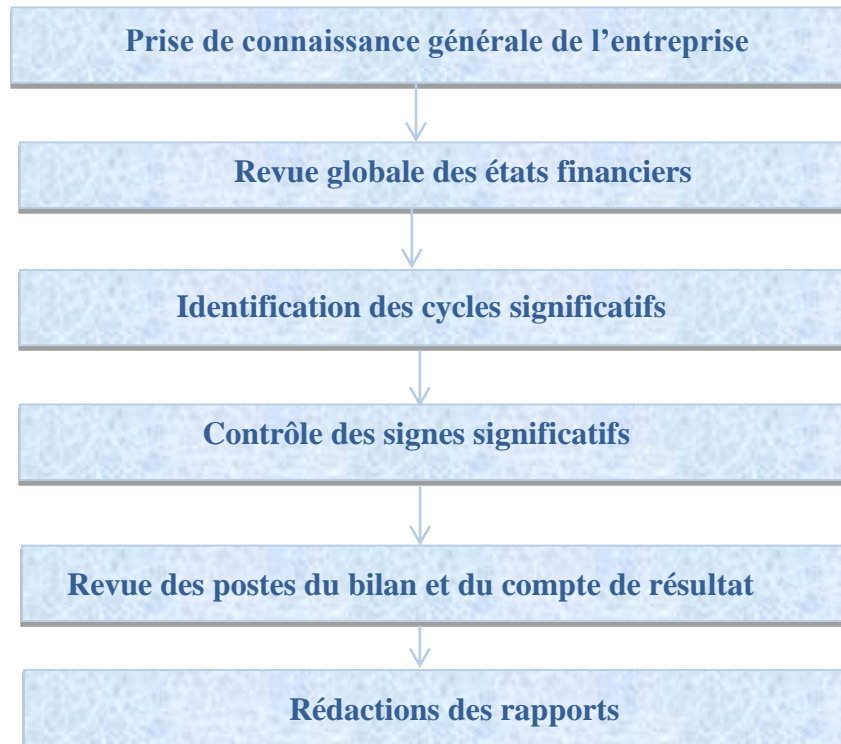 Prise de connaissance générale de l’entreprise
Revue globale des états financiers
Identification des cycles significatifs
Contrôle des signes significatifs
Revue des postes du bilan et du compte de résultat
Rédactions des rapports